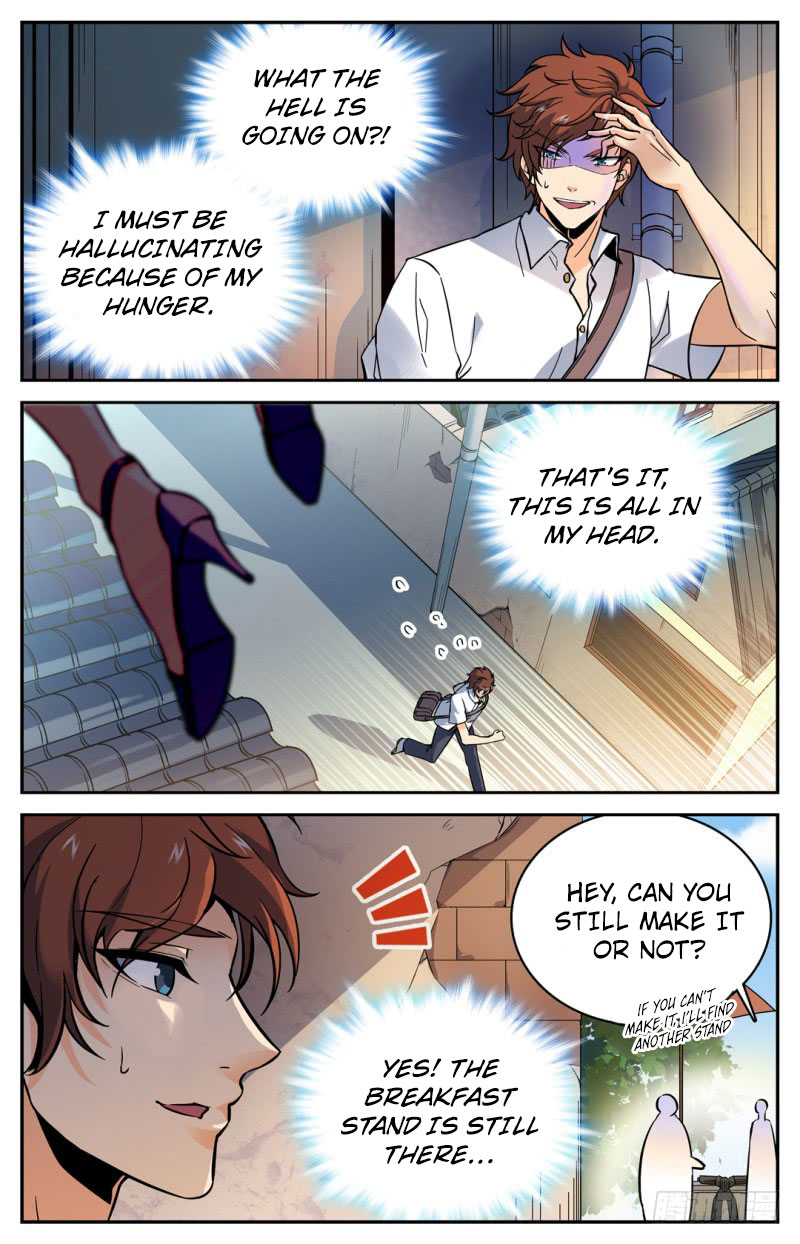 WHAT THE
HELL IS
GOING ON?!
I MUST BE
HALLUCINATING
BECAUSE OF MY
HUNGER.
THAT'S IT,
THIS IS ALL IN
MY HEAD.
HEY, CAN YOU
STILL MAKE IT
OR NOT?
IF YOU CAN'T
MAKE IT, I'LL FIND
ANOTHER STAND
YES! THE
BREAKFAST
STAND IS STILL
THERE...